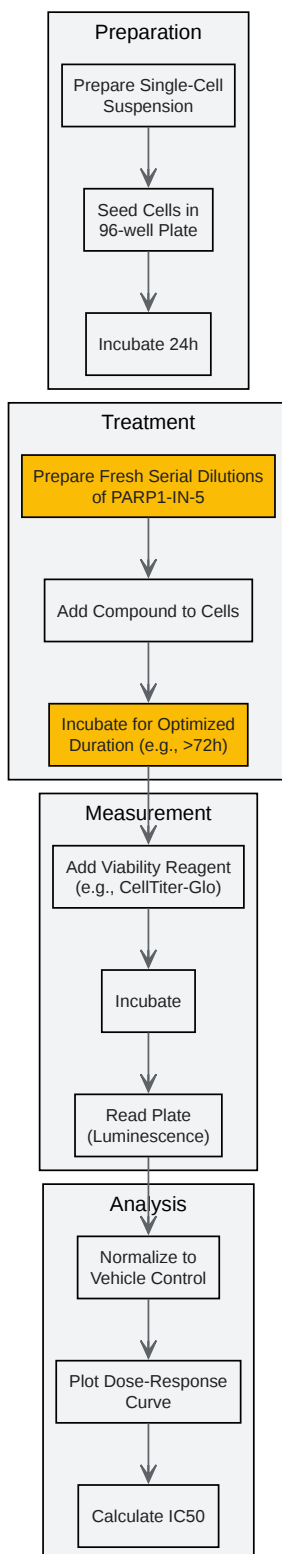 Preparation
Prepare Single-Cell
Suspension
Seed Cells in
96-well Plate
Incubate 24h
Treatment
Prepare Fresh Serial Dilutions
of PARP1-IN-5
Add Compound to Cells
Incubate for Optimized
Duration (e.g., >72h)
Measurement
Add Viability Reagent
(e.g., CellTiter-Glo)
Incubate
Read Plate
(Luminescence)
Analysis
Normalize to
Vehicle Control
Plot Dose-Response
Curve
Calculate IC50